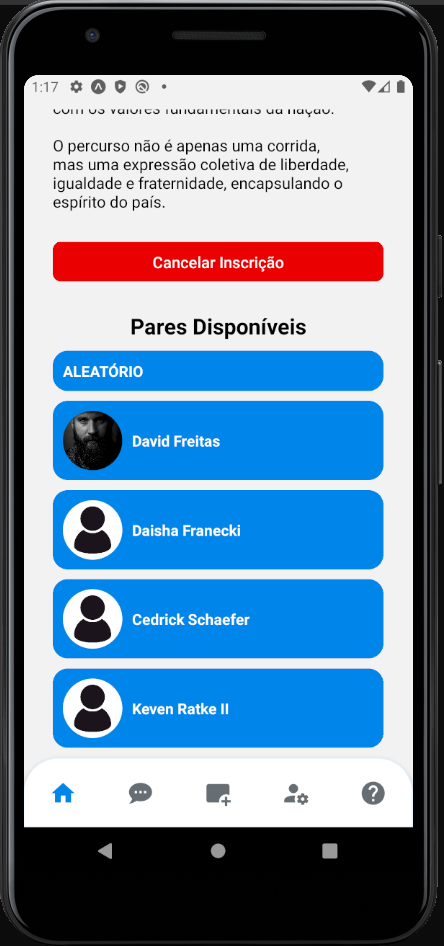 1:17
com os valores fundamentais da nação.
O percurso não é apenas uma corrida,
mas uma expressão coletiva de liberdade,
igualdade e fraternidade, encapsulando o
espírito do país.
Cancelar Inscrição
Pares Disponíveis
ALEATÓRIO
David Freitas
Daisha Franecki
Cedrick Schaefer
Keven Ratke II